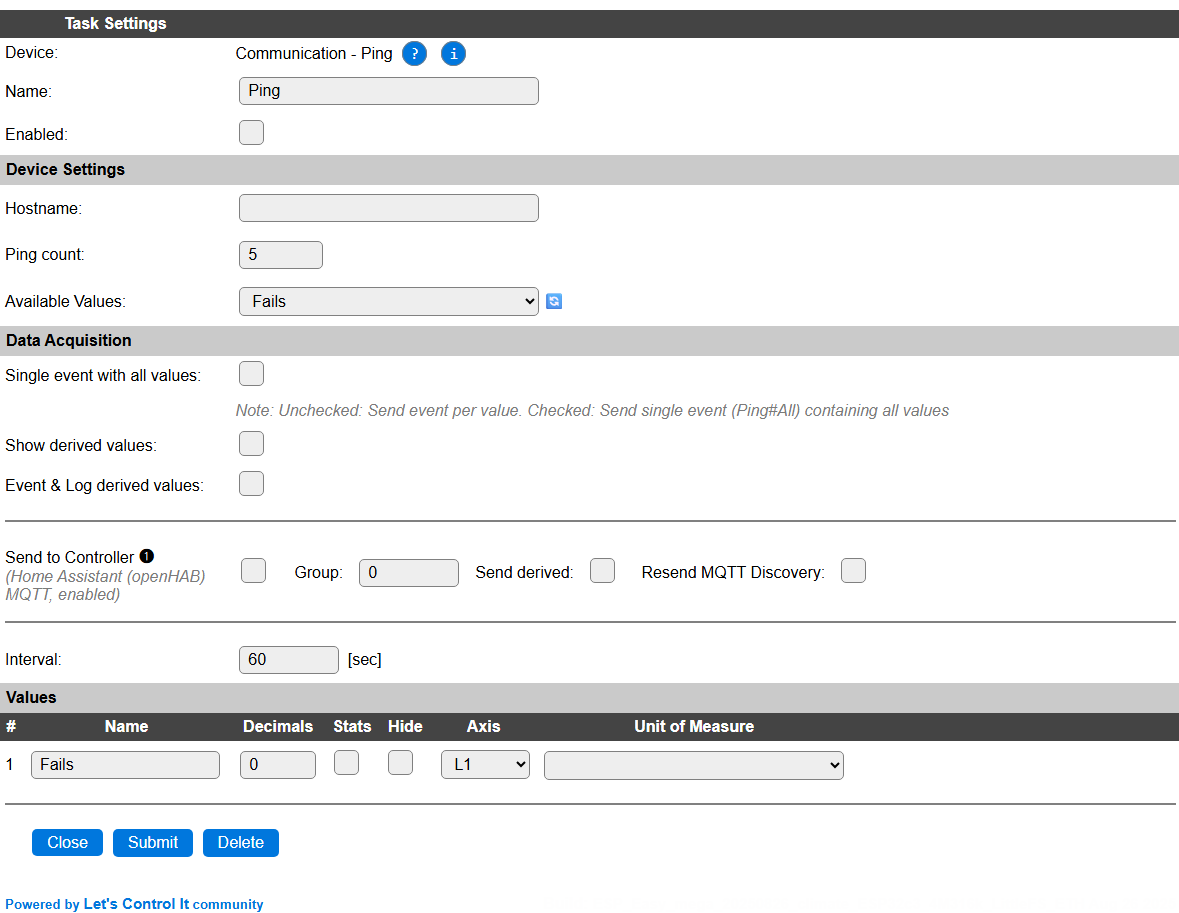 Task Settings
Device: Communication - Ping ? i
Name: Ping
Enabled:
Device Settings
Hostname:
Ping count: 5
Available Values: Fails
Data Acquisition
Single event with all values:
Note: Unchecked: Send event per value. Checked: Send single event (Ping#All) containing all values
Show derived values:
Event & Log derived values:
Send to Controller ❶
(Home Assistant (openHAB)
MQTT, enabled)
Group: 0 Send derived: Resend MQTT Discovery:
Interval: 60 [sec]
Values
# Name Decimals Stats Hide Axis Unit of Measure
1 Fails 0 L1
Close Submit Delete
Powered by Let's Control It community